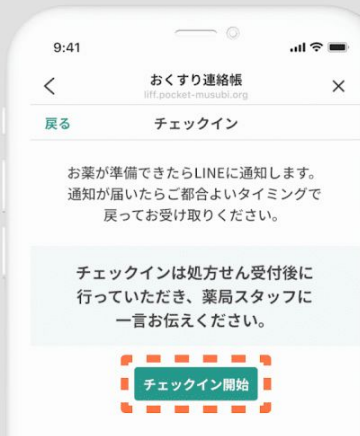 9:41
おくすり連絡帳
liff.pocket-musubi.org
戻る チェックイン
お薬が準備できたらLINEに通知します。
通知が届いたらご都合よいタイミングで
戻ってお受け取りください。
チェックインは処方せん受付後に
行っていただき、薬局スタッフに
一言お伝えください。
チェックイン開始